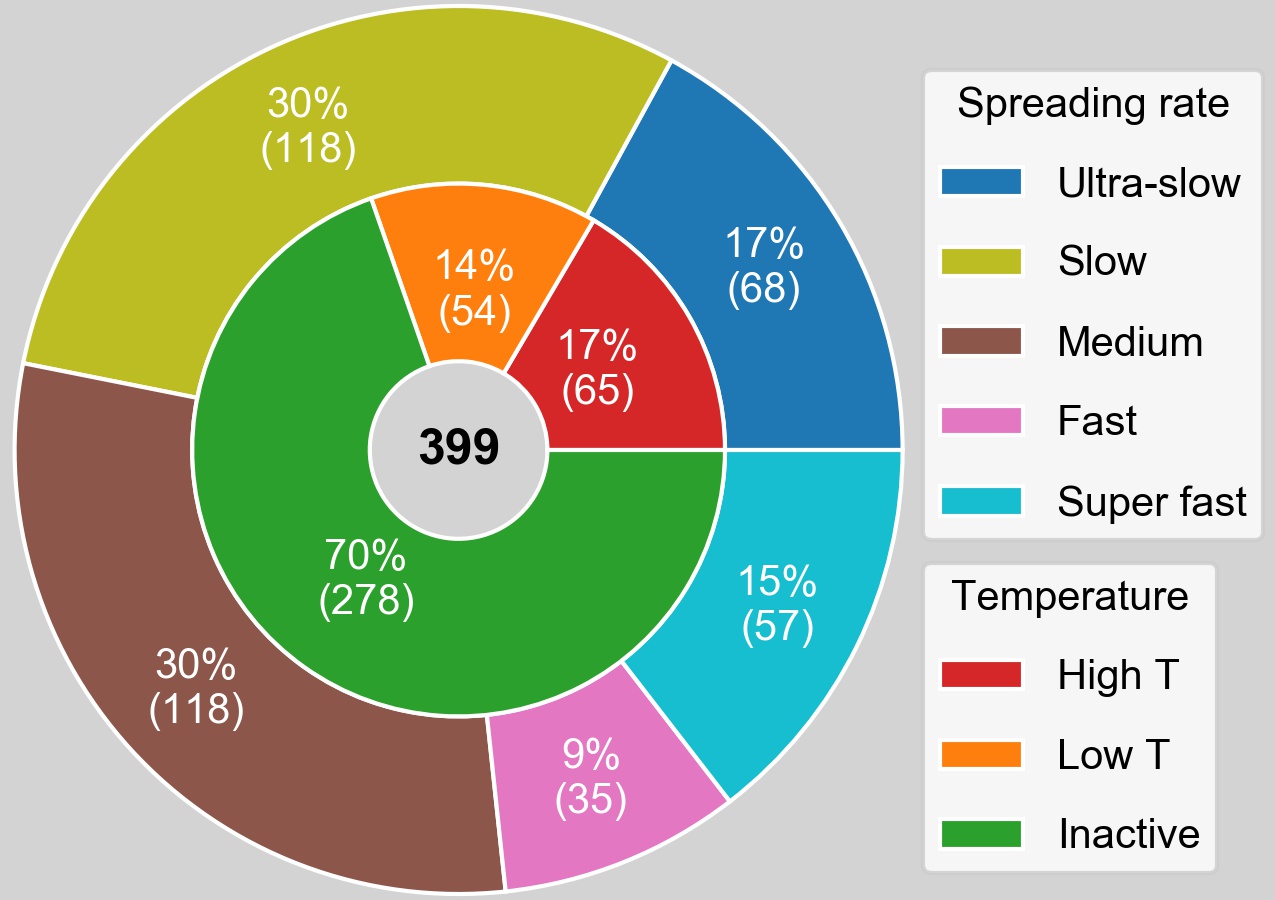 30%
(118)
17%
(68)
14%
(54)
17%
(65)
399
70%
(278)
15%
(57)
30%
(118)
9%
(35)
Spreading rate
Ultra-slow
Slow
Medium
Fast
Super fast
Temperature
High T
Low T
Inactive